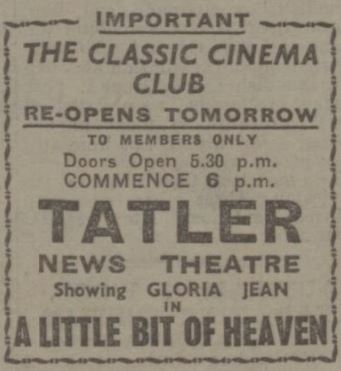 IMPORTANT
THE CLASSIC CINEMA
CLUB
RE-OPENS TOMORROW
TO MEMBERS ONLY
Doors Open 5.30 p.m.
COMMENCE 6 p.m.
TATLER
NEWS THEATRE
Showing GLORIA JEAN
IN
A LITTLE BIT OF HEAVEN